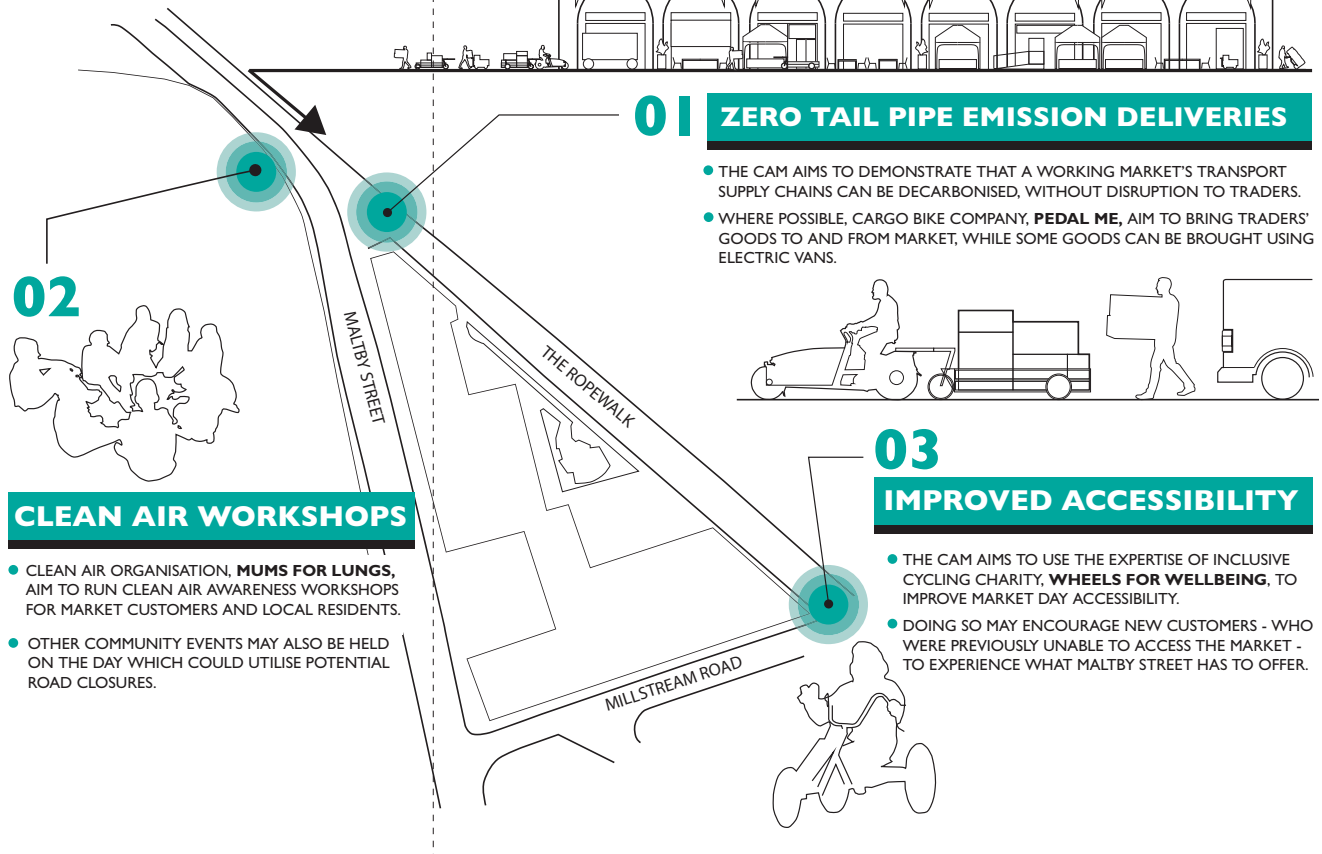 01
ZERO TAIL PIPE EMISSION DELIVERIES
THE CAM AIMS TO DEMONSTRATE THAT A WORKING MARKET'S TRANSPORT
SUPPLY CHAINS CAN BE DECARBONISED, WITHOUT DISRUPTION TO TRADERS.
WHERE POSSIBLE, CARGO BIKE COMPANY, PEDAL ME, AIM TO BRING TRADERS'
GOODS TO AND FROM MARKET, WHILE SOME GOODS CAN BE BROUGHT USING
ELECTRIC VANS.
02
MALTBY STREET
THE ROPEWALK
CLEAN AIR WORKSHOPS
CLEAN AIR ORGANISATION, MUMS FOR LUNGS,
AIM TO RUN CLEAN AIR AWARENESS WORKSHOPS
FOR MARKET CUSTOMERS AND LOCAL RESIDENTS.
OTHER COMMUNITY EVENTS MAY ALSO BE HELD
ON THE DAY WHICH COULD UTILISE POTENTIAL
ROAD CLOSURES.
03
IMPROVED ACCESSIBILITY
THE CAM AIMS TO USE THE EXPERTISE OF INCLUSIVE
CYCLING CHARITY, WHEELS FOR WELLBEING, TO
IMPROVE MARKET DAY ACCESSIBILITY.
DOING SO MAY ENCOURAGE NEW CUSTOMERS - WHO
WERE PREVIOUSLY UNABLE TO ACCESS THE MARKET -
TO EXPERIENCE WHAT MALTBY STREET HAS TO OFFER.
MILLSTREAM ROAD